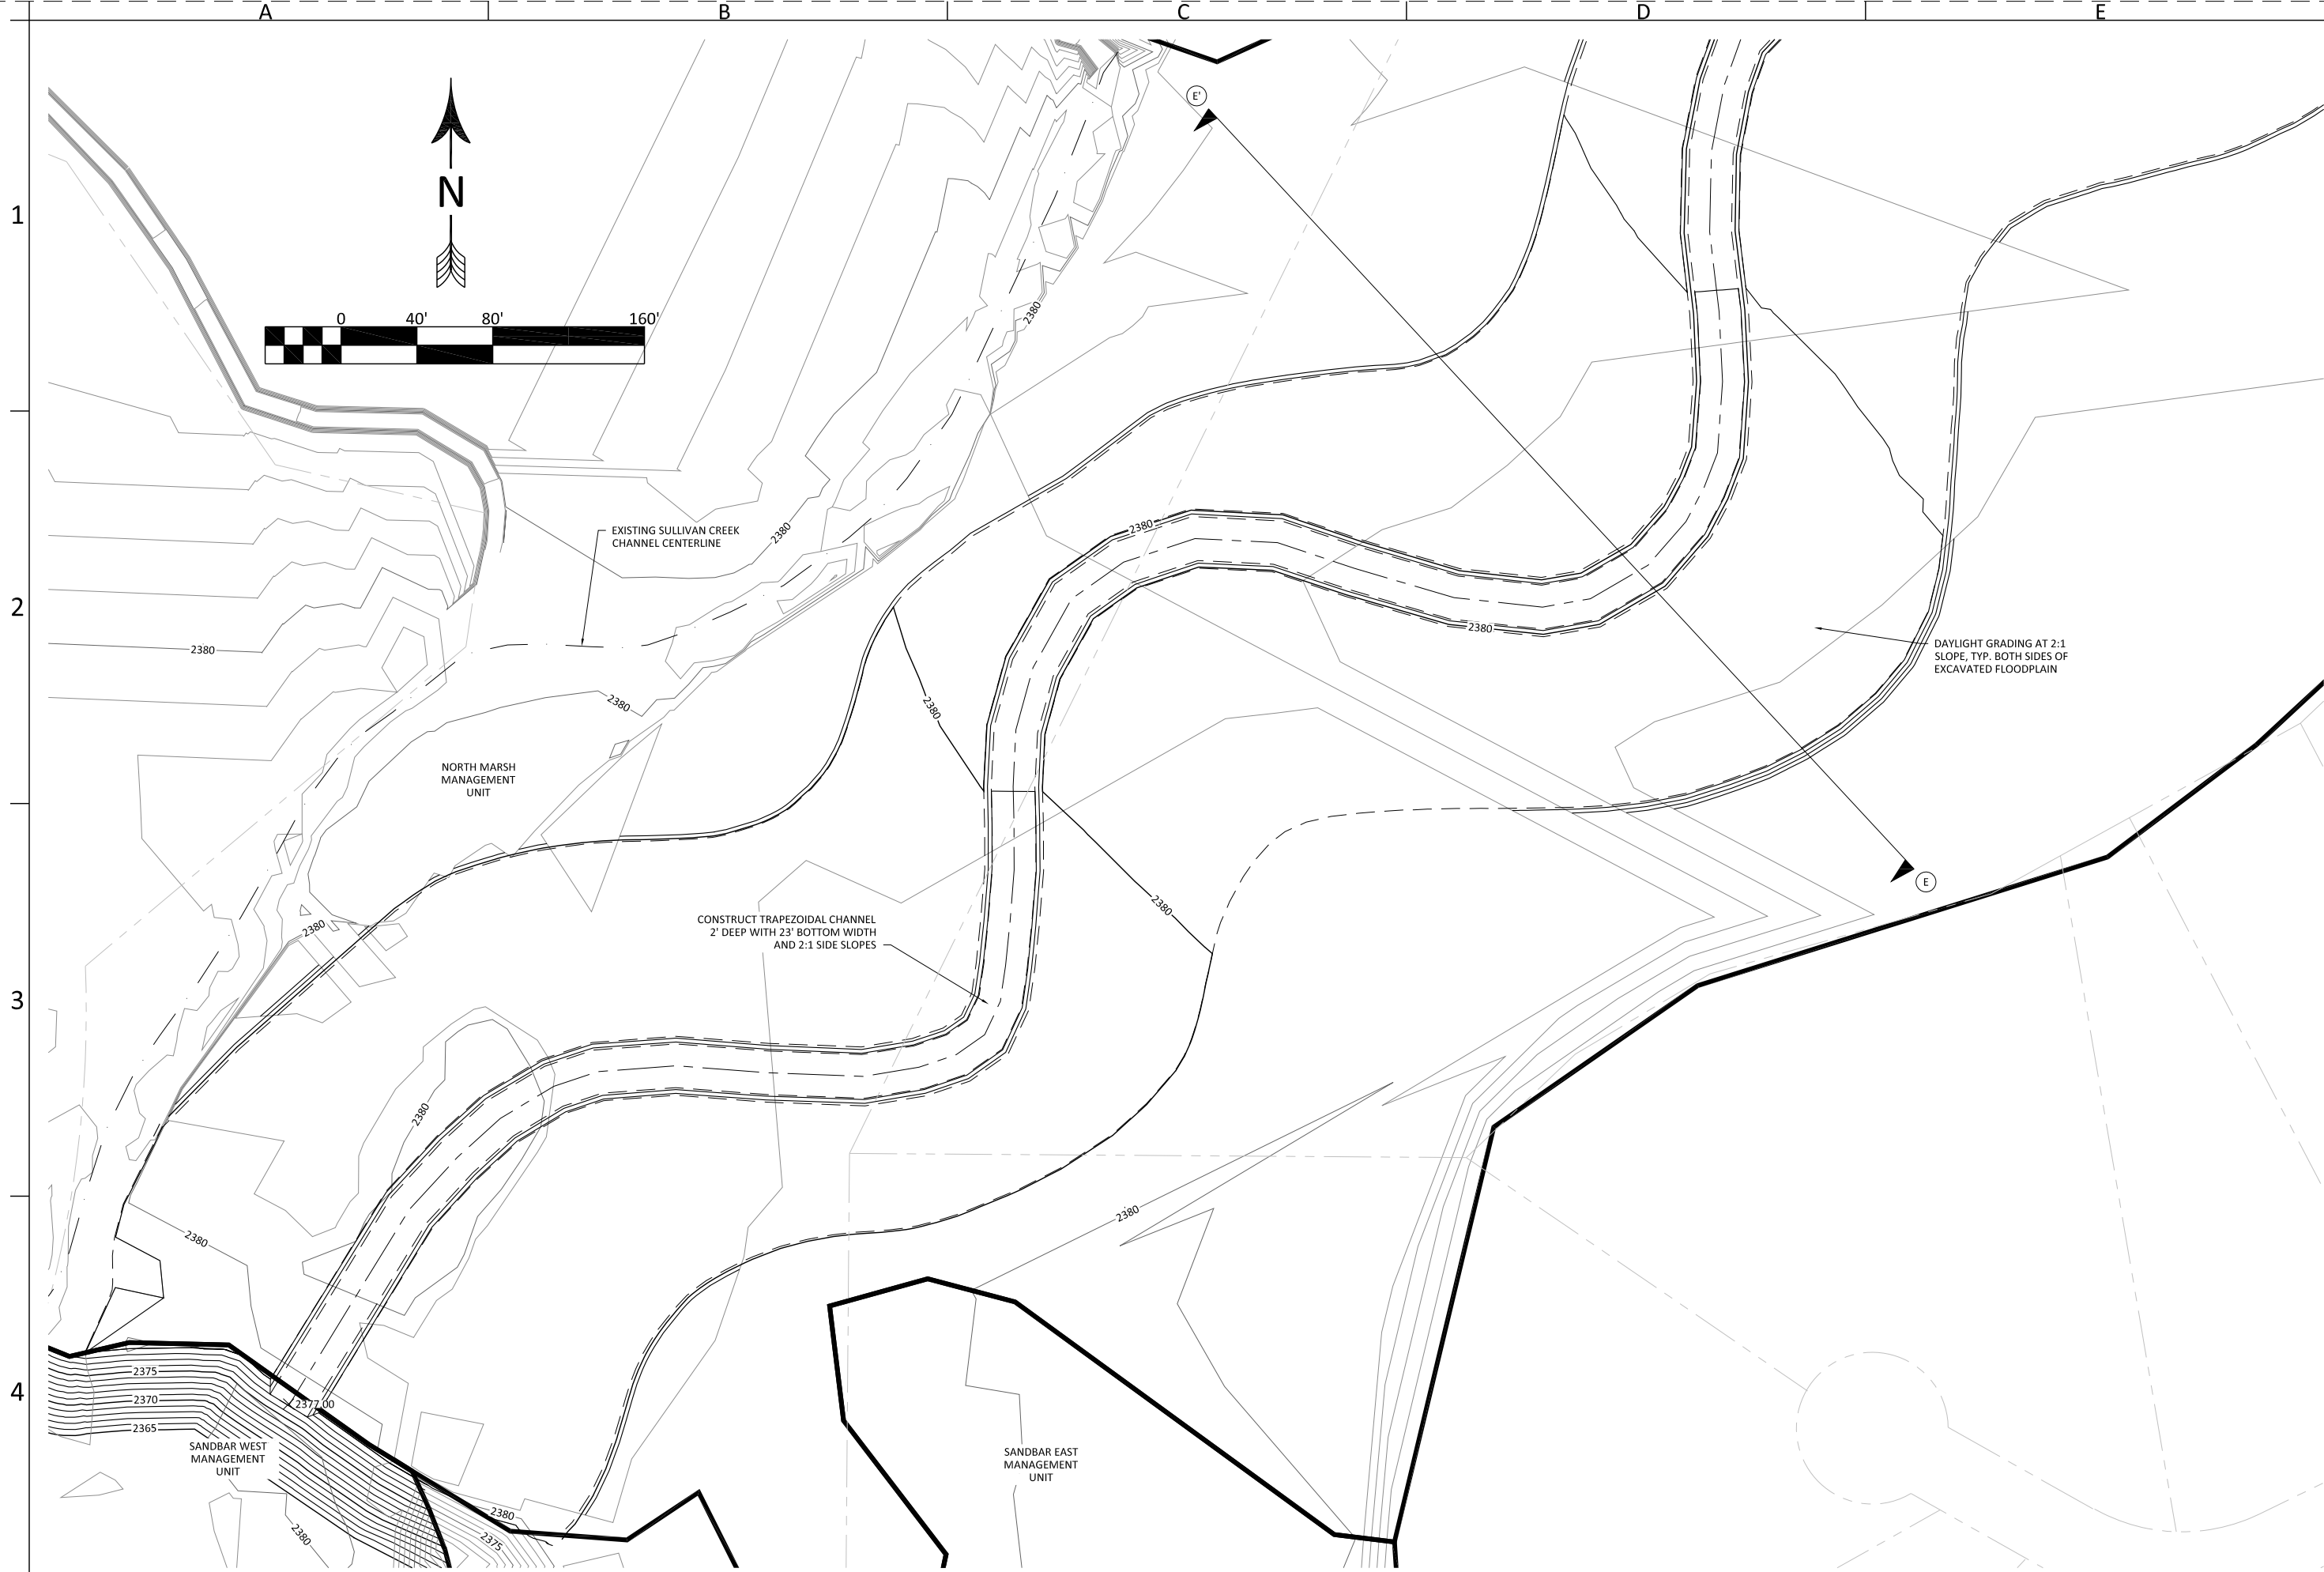 A
B
C
D
E
1
2
3
4
N
0 40' 80' 160'
E'
2380
EXISTING SULLIVAN CREEK
CHANNEL CENTERLINE
2380
2380
2380
2380
DAYLIGHT GRADING AT 2:1
SLOPE, TYP. BOTH SIDES OF
EXCAVATED FLOODPLAIN
2380
2380
2380
NORTH MARSH
MANAGEMENT
UNIT
E
2380
CONSTRUCT TRAPEZOIDAL CHANNEL
2' DEEP WITH 23' BOTTOM WIDTH
AND 2:1 SIDE SLOPES
2380
2380
2380
2380
2375
2370
2365
2377.00
SANDBAR WEST
MANAGEMENT
UNIT
SANDBAR EAST
MANAGEMENT
UNIT
2380
2380
2375